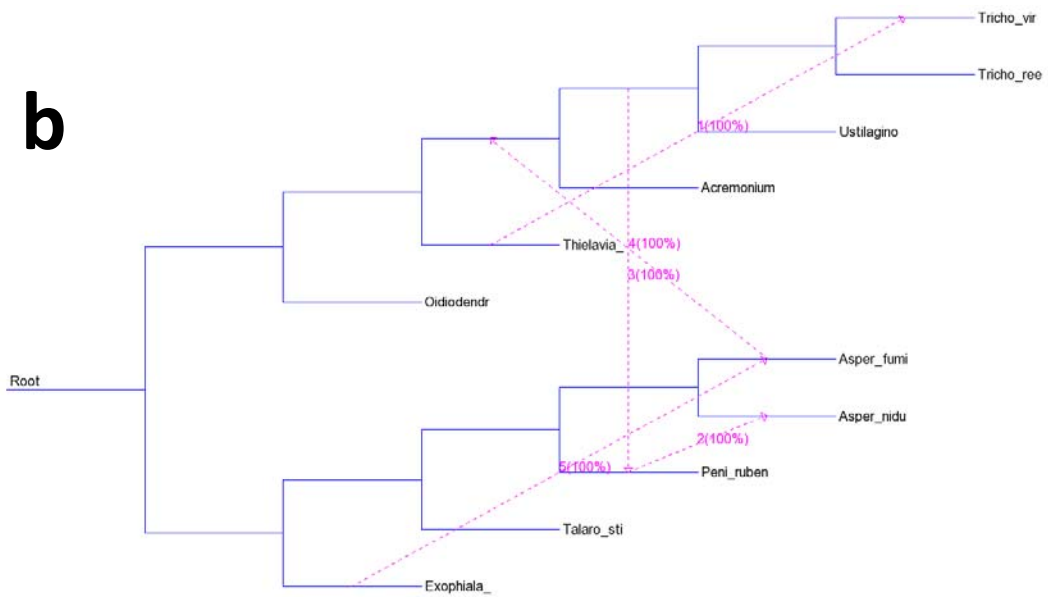 Tricho_vir
b
Tricho_ree
1(100%)
Ustilagino
Acremonium
Thielavia_
4(100%)
3(100%)
Oidiodendr
Asper_fumi
Root
Asper_nidu
2(100%)
5(100%)
Peni_ruben
Talaro_sti
Exophiala_